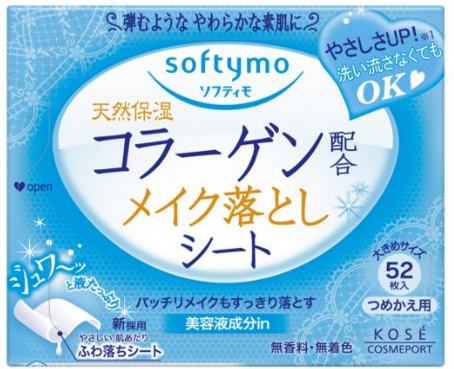 弾むような やわらかな素肌に
やさしさUP!※1
洗い流さなくても
OK
softymo
ソフティモ
天然保湿
コラーゲン配合
メイク落とし
シート
open
大きめサイズ
52
枚入
つめかえ用
ジュワ〜ッ
と液たっぷり
バッチリメイクもすっきり落とす
美容液成分in
新採用
やさしい肌あたり
ふわ落ちシート
無香料・無着色
KOSÉ
COSMEPORT